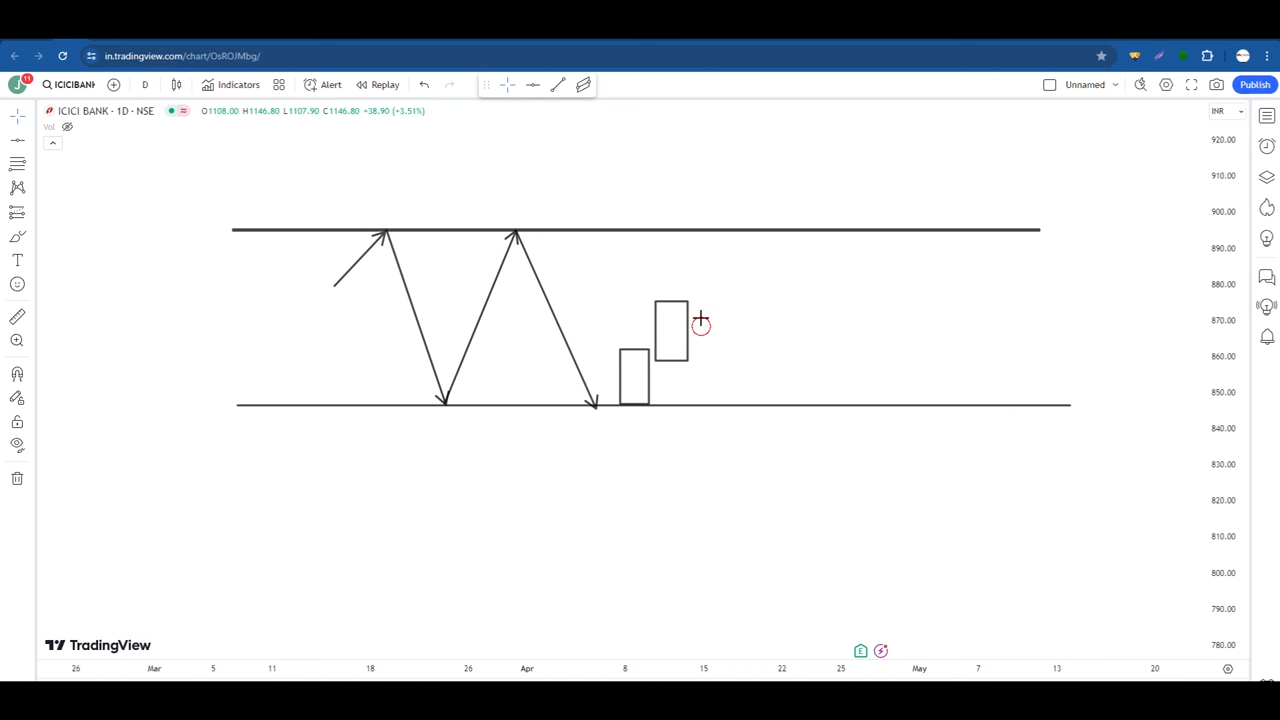 in.tradingview.com/chart/OsROJMbg/
J 11 ICICIBANK D Indicators Alert Replay Unnamed Publish
ICICI BANK · 1D · NSE O1108.00 H1146.80 L1107.90 C1146.80 +38.90 (+3.51%) INR
Vol
920.00
910.00
900.00
890.00
880.00
870.00
860.00
850.00
840.00
830.00
820.00
810.00
800.00
790.00
780.00
TradingView
E
26 Mar 5 11 18 26 Apr 8 15 22 25 May 7 13 20